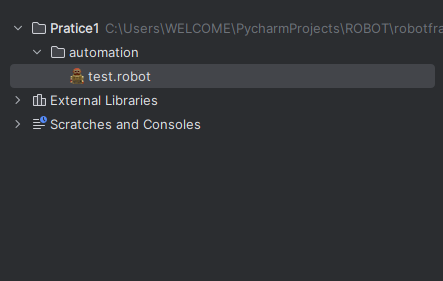 Pratice1 C:\Users\WELCOME\PycharmProjects\ROBOT\robotfra
automation
test.robot
External Libraries
Scratches and Consoles